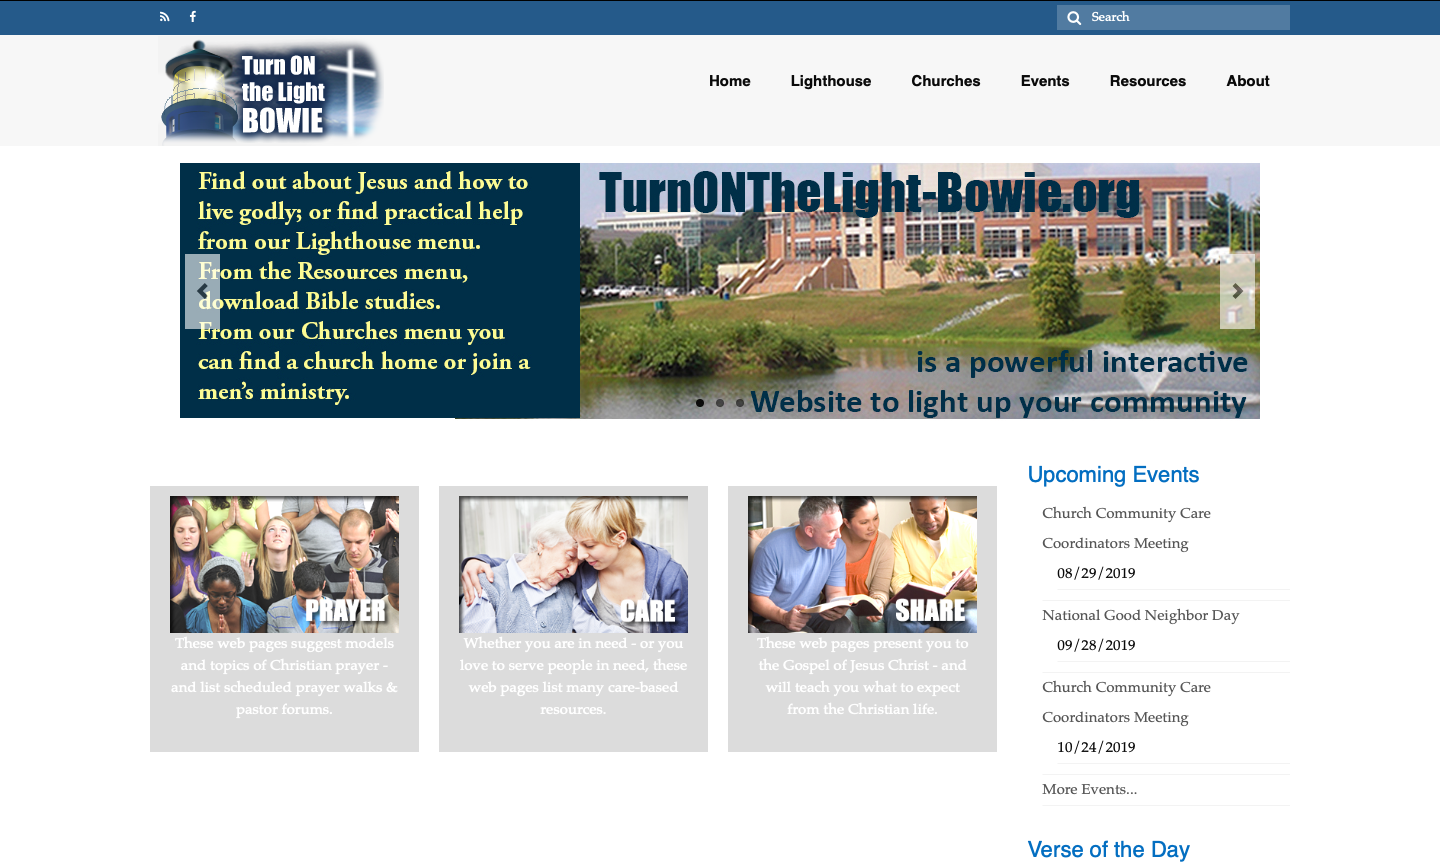 Search
Turn ON
the Light
BOWIE
Home
Lighthouse
Churches
Events
Resources
About
Find out about Jesus and how to
live godly; or find practical help
from our Lighthouse menu.
From the Resources menu,
download Bible studies.
From our Churches menu you
can find a church home or join a
men's ministry.
TurnONTheLight-Bowie.org
is a powerful interactive
Website to light up your community
PRAYER
These web pages suggest models
and topics of Christian prayer -
and list scheduled prayer walks &
pastor forums.
CARE
Whether you are in need - or you
love to serve people in need, these
web pages list many care-based
resources.
SHARE
These web pages present you to
the Gospel of Jesus Christ - and
will teach you what to expect
from the Christian life.
Upcoming Events
Church Community Care
Coordinators Meeting
08/29/2019
National Good Neighbor Day
09/28/2019
Church Community Care
Coordinators Meeting
10/24/2019
More Events...
Verse of the Day